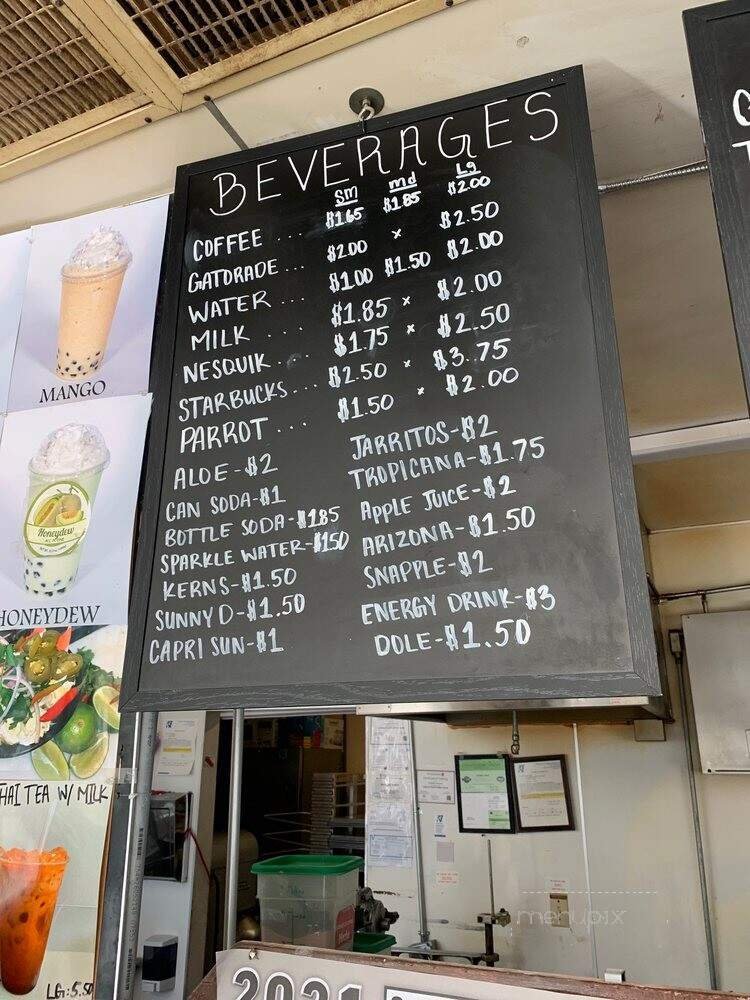 BEVERAGES
Sm md Lg
COFFEE ... $1.65 $1.85 $2.00
GATORADE ... $2.00 x $2.50
WATER ... $1.00 $1.50 $2.00
MILK .... $1.85 x $2.00
NESQUIK ... $1.75 x $2.50
STARBUCKS... $2.50 x $3.75
PARROT ... $1.50 x $2.00
ALOE-$2
CAN SODA-$1
BOTTLE SODA-$1.85
SPARKLE WATER-$1.50
KERNS-$1.50
SUNNY D-$1.50
CAPRI SUN-$1
JARRITOS-$2
TROPICANA-$1.75
APPLE JUICE-$2
ARIZONA-$1.50
SNAPPLE-$2
ENERGY DRINK-$3
DOLE-$1.50
MANGO
Honeydew
HONEYDEW
THAI TEA W/ MILK
LG: 5.50
2021
menupix